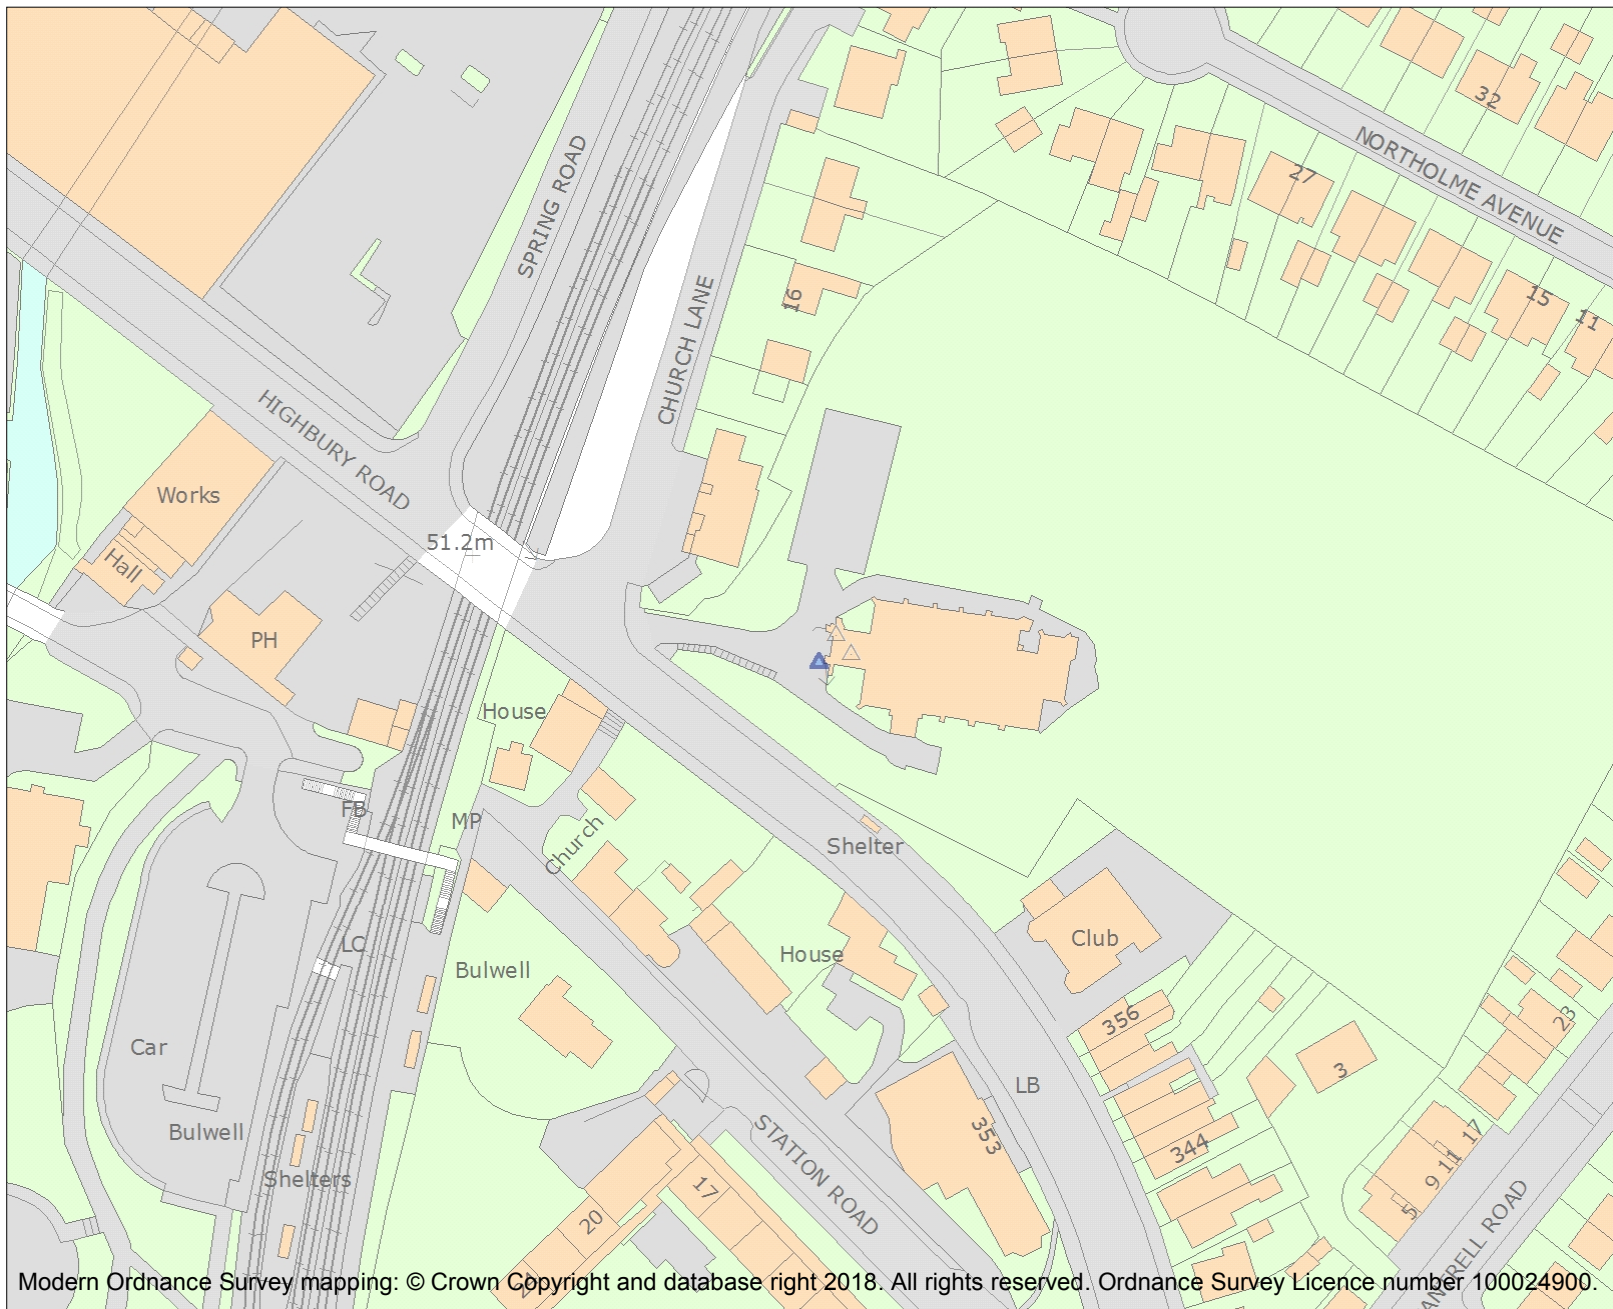 32
NORTHOLME AVENUE
27
SPRING ROAD
16
15
11
CHURCH LANE
HIGHBURY ROAD
Works
51.2m
Hall
PH
House
FB
MP
Church
Shelter
Club
LC
House
Bulwell
356
23
Car
3
LB
Bulwell
353
344
17
11
9
5
Shelters
17
STATION ROAD
20
Modern Ordnance Survey mapping: © Crown Copyright and database right 2018. All rights reserved. Ordnance Survey Licence number 100024900.